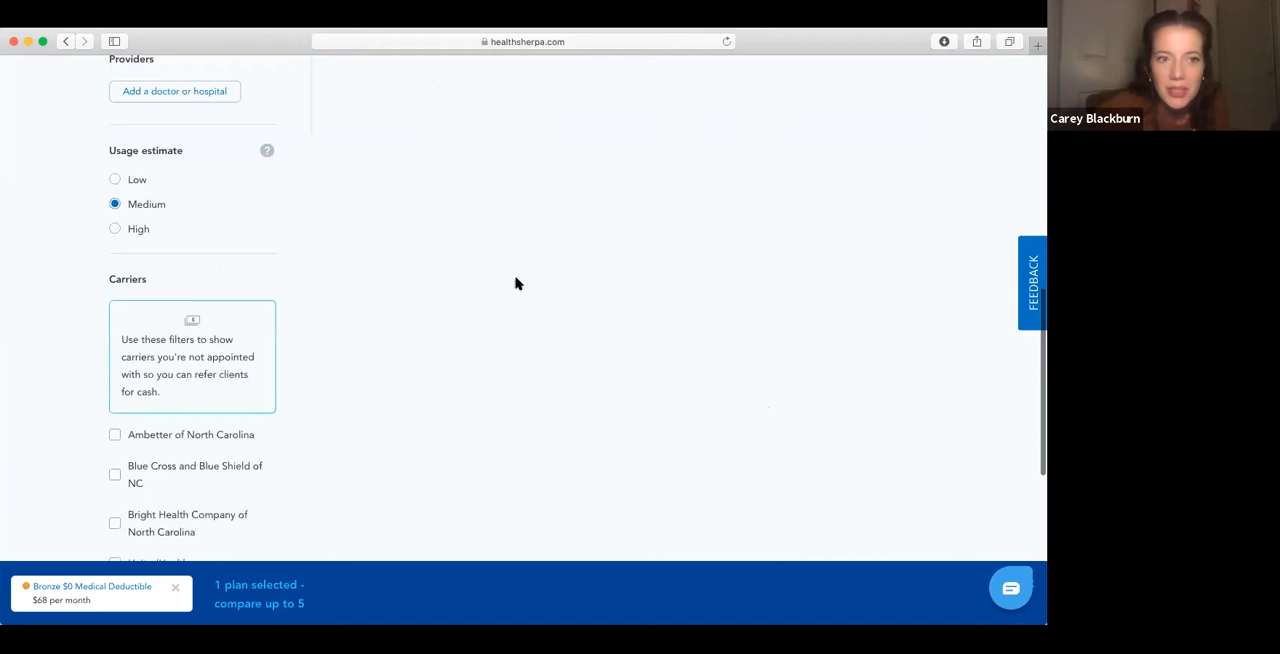 healthsherpa.com
Carey Blackburn
Providers
Add a doctor or hospital
Usage estimate
?
Low
Medium
High
Carriers
$
Use these filters to show
carriers you're not appointed
with so you can refer clients
for cash.
Ambetter of North Carolina
Blue Cross and Blue Shield of
NC
Bright Health Company of
North Carolina
FEEDBACK
Bronze $0 Medical Deductible
$68 per month
1 plan selected -
compare up to 5